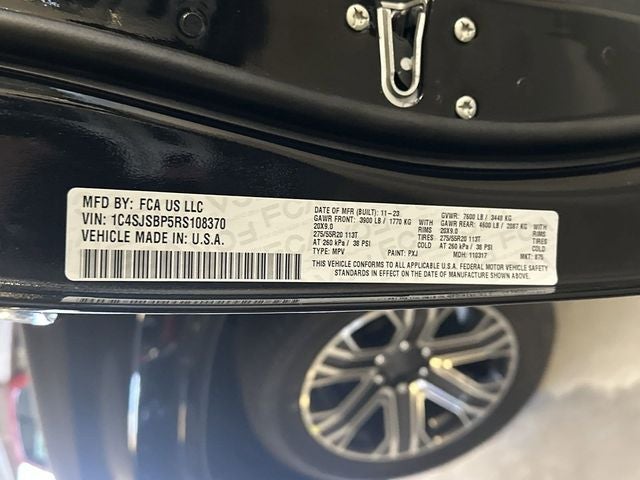 MFD BY: FCA US LLC
VIN: 1C4SJSBP5RS108370
VEHICLE MADE IN: U.S.A.
DATE OF MFR (BUILT): 11-23 GVWR: 7600 LB / 3449 KG
GAWR FRONT: 3900 LB / 1770 KG WITH GAWR REAR: 4600 LB / 2087 KG WITH
20X9.0 RIMS 20X9.0 RIMS
275/55R20 113T TIRES 275/55R20 113T TIRES
AT 260 kPa / 38 PSI COLD AT 260 kPa / 38 PSI COLD
TYPE: MPV PAINT: PXJ MDH: 110317 MKT: 875
THIS VEHICLE CONFORMS TO ALL APPLICABLE U.S.A. FEDERAL MOTOR VEHICLE SAFETY
STANDARDS IN EFFECT ON THE DATE OF MANUFACTURE SHOWN ABOVE.